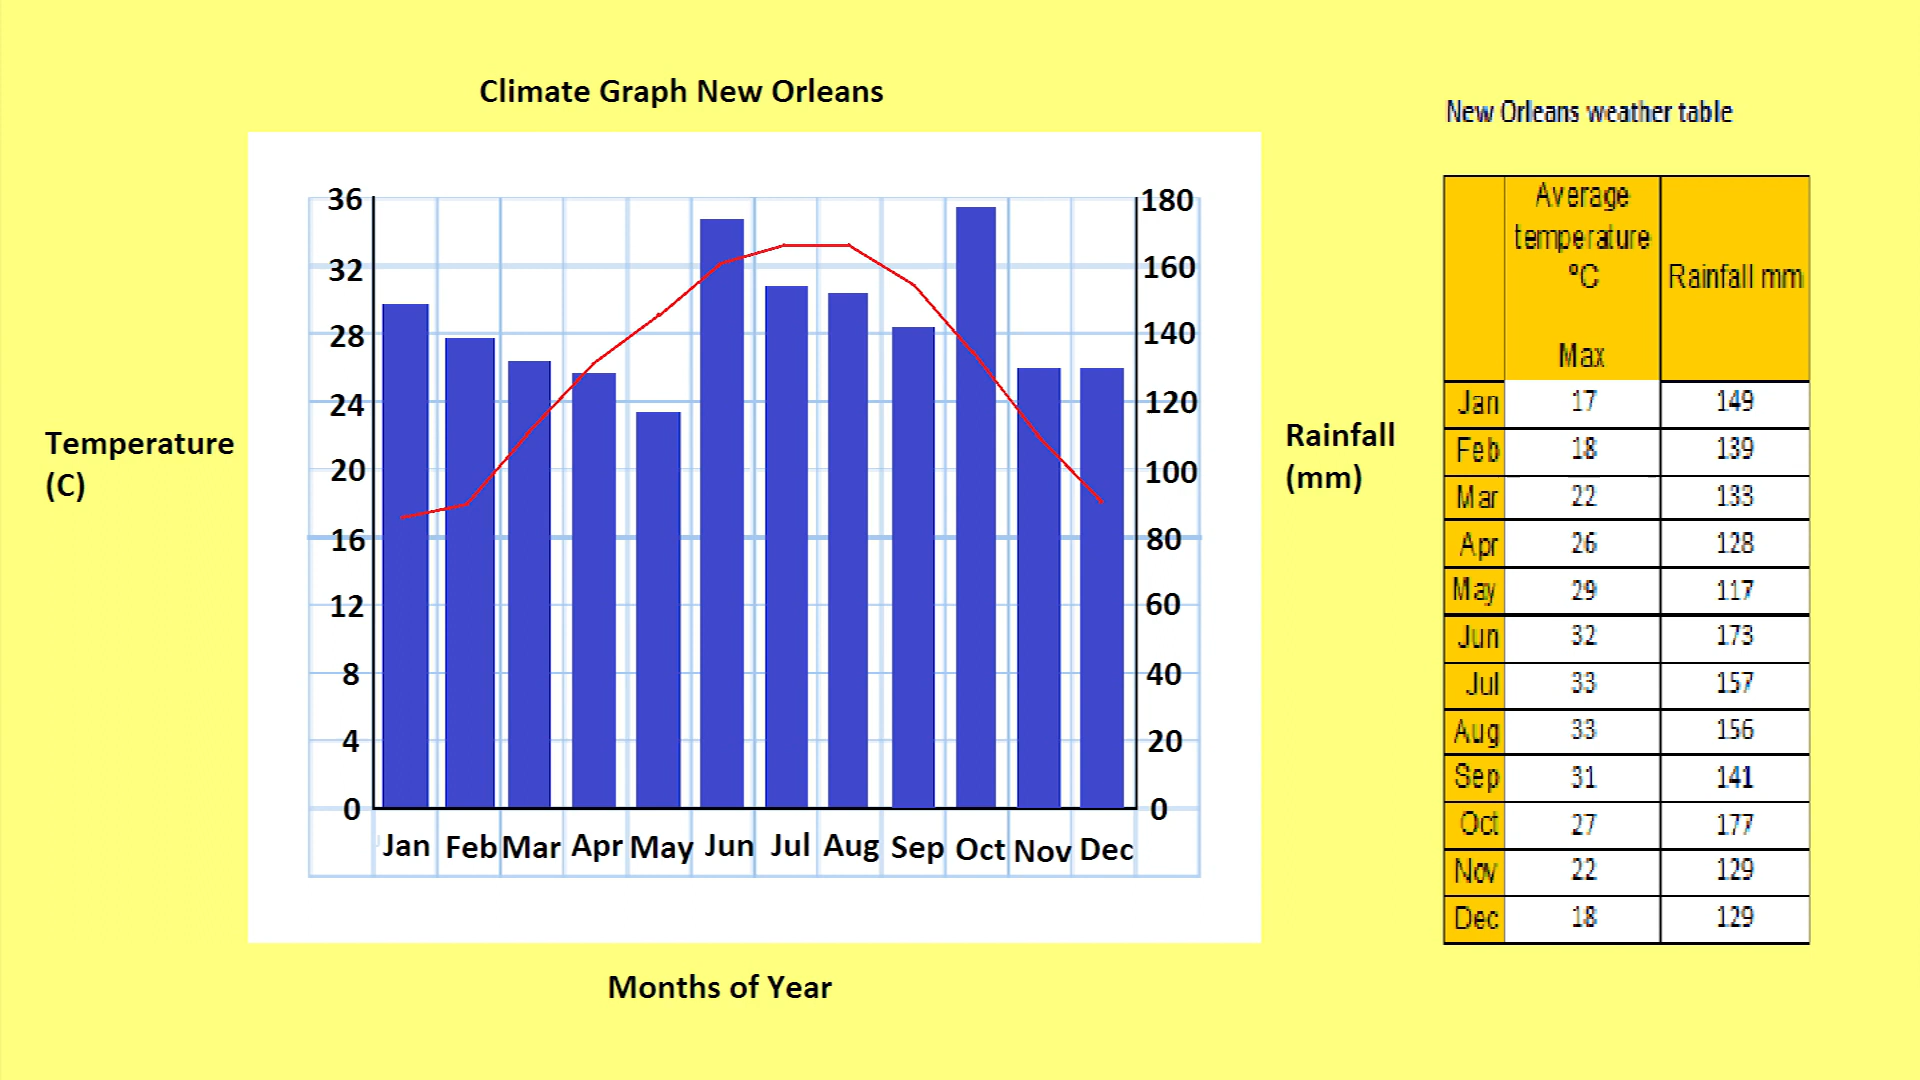 Climate Graph New Orleans
Temperature
(C)
36
32
28
24
20
16
12
8
4
0
180
160
140
120
100
80
60
40
20
0
Jan Feb Mar Apr May Jun Jul Aug Sep Oct Nov Dec
Months of Year
Rainfall
(mm)
New Orleans weather table
Average
temperature
ºC
Max
Rainfall mm
Jan 17 149
Feb 18 139
Mar 22 133
Apr 26 128
May 29 117
Jun 32 173
Jul 33 157
Aug 33 156
Sep 31 141
Oct 27 177
Nov 22 129
Dec 18 129